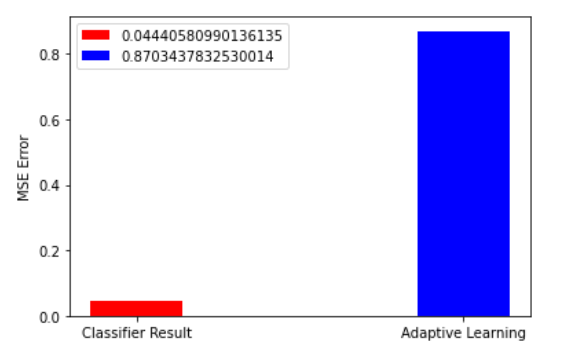 0.04440580990136135
0.8703437832530014
MSE Error
0.8
0.6
0.4
0.2
0.0
Classifier Result
Adaptive Learning